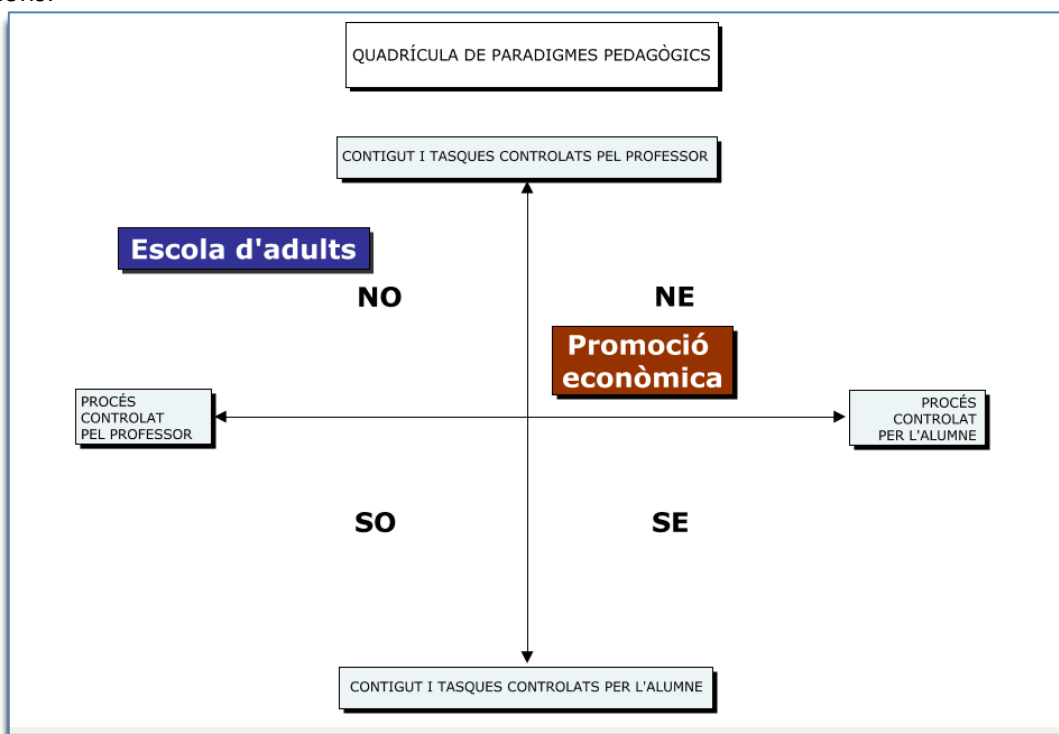 QUADRÍCULA DE PARADIGMES PEDAGÒGICS
CONTIGUT I TASQUES CONTROLATS PEL PROFESSOR
Escola d'adults
NO
NE
Promoció
econòmica
PROCÉS
CONTROLAT
PEL PROFESSOR
PROCÉS
CONTROLAT
PER L'ALUMNE
SO
SE
CONTIGUT I TASQUES CONTROLATS PER L'ALUMNE